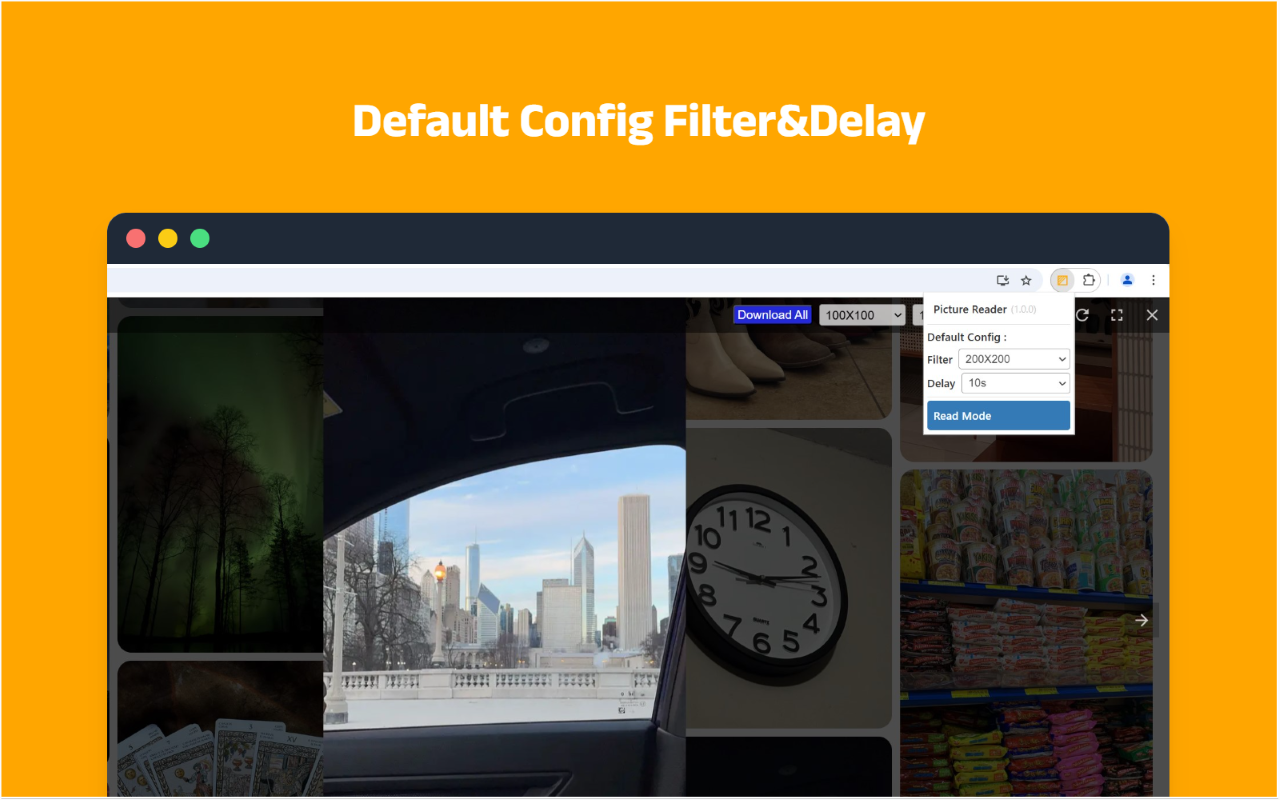 Default Config Filter&Delay
Picture Reader (1.0.0)
Download All
100X100
1
Default Config :
Filter 200X200
Delay 10s
Read Mode
11 12 1
10 2
9 3
8 4
7 6 5
XV